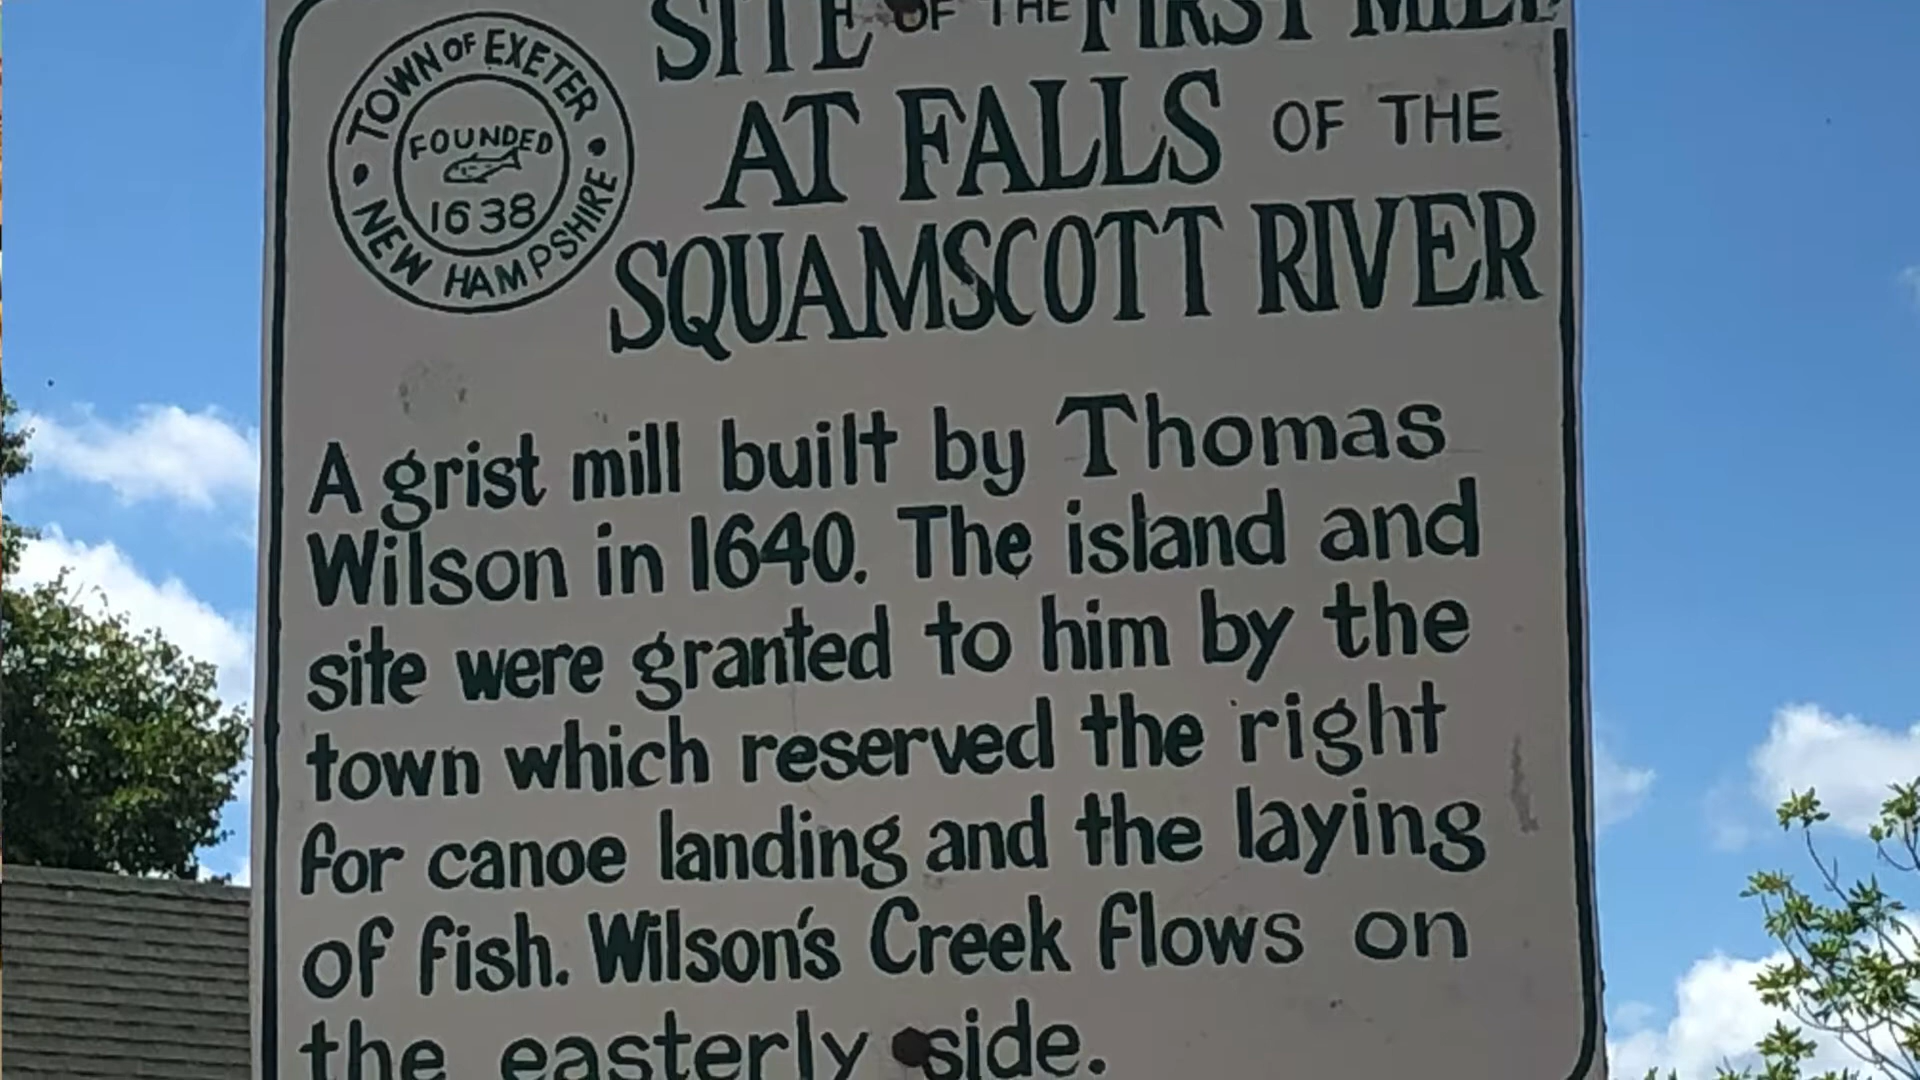 TOWN OF EXETER
NEW HAMPSHIRE
FOUNDED
1638
SITE OF THE FIRST MILL
AT FALLS OF THE
SQUAMSCOTT RIVER
A grist mill built by Thomas
Wilson in 1640. The island and
site were granted to him by the
town which reserved the right
for canoe landing and the laying
of fish. Wilson's Creek flows on
the easterly side.